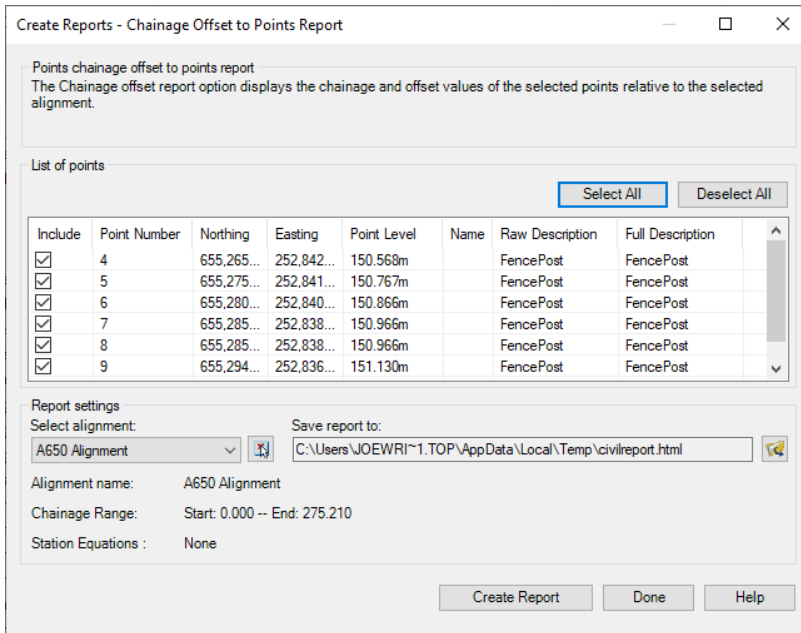 Create Reports - Chainage Offset to Points Report
Points chainage offset to points report
The Chainage offset report option displays the chainage and offset values of the selected points relative to the selected
alignment.
List of points
Select All Deselect All
Include Point Number Northing Easting Point Level Name Raw Description Full Description
4 655,265... 252,842... 150.568m FencePost FencePost
5 655,275... 252,841... 150.767m FencePost FencePost
6 655,280... 252,840... 150.866m FencePost FencePost
7 655,285... 252,838... 150.966m FencePost FencePost
8 655,285... 252,838... 150.966m FencePost FencePost
9 655,294... 252,836... 151.130m FencePost FencePost
Report settings
Select alignment: Save report to:
A650 Alignment C:\Users\JOEWRI~1.TOP\AppData\Local\Temp\civilreport.html
Alignment name: A650 Alignment
Chainage Range: Start: 0.000 -- End: 275.210
Station Equations : None
Create Report Done Help